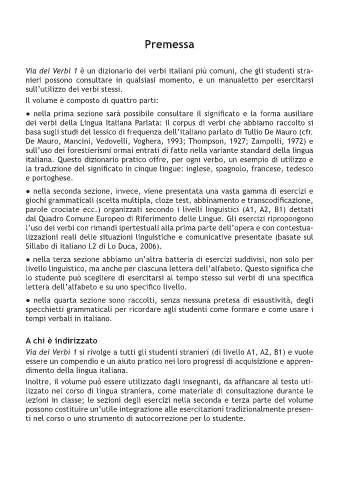 Premessa
Via dei Verbi 1 è un dizionario dei verbi italiani più comuni, che gli studenti stra-
nieri possono consultare in qualsiasi momento, e un manualetto per esercitarsi
sull'utilizzo dei verbi stessi.
Il volume è composto di quattro parti:
● nella prima sezione sarà possibile consultare il significato e la forma ausiliare
dei verbi della Lingua Italiana Parlata: il corpus di verbi che abbiamo raccolto si
basa sugli studi del lessico di frequenza dell'italiano parlato di Tullio De Mauro (cfr.
De Mauro, Mancini, Vedovelli, Voghera, 1993; Thompson, 1927; Zampolli, 1972) e
sull'uso dei forestierismi ormai entrati di fatto nella variante standard della lingua
italiana. Questo dizionario pratico offre, per ogni verbo, un esempio di utilizzo e
la traduzione del significato in cinque lingue: inglese, spagnolo, francese, tedesco
e portoghese.
● nella seconda sezione, invece, viene presentata una vasta gamma di esercizi e
giochi grammaticali (scelta multipla, cloze test, abbinamento e transcodificazione,
parole crociate ecc.) organizzati secondo i livelli linguistici (A1, A2, B1) dettati
dal Quadro Comune Europeo di Riferimento delle Lingue. Gli esercizi ripropongono
l'uso dei verbi con rimandi ipertestuali alla prima parte dell'opera e con contestua-
lizzazioni reali delle situazioni linguistiche e comunicative presentate (basate sul
Sillabo di italiano L2 di Lo Duca, 2006).
● nella terza sezione abbiamo un'altra batteria di esercizi suddivisi, non solo per
livello linguistico, ma anche per ciascuna lettera dell'alfabeto. Questo significa che
lo studente può scegliere di esercitarsi al tempo stesso sui verbi di una specifica
lettera dell'alfabeto e su uno specifico livello.
● nella quarta sezione sono raccolti, senza nessuna pretesa di esaustività, degli
specchietti grammaticali per ricordare agli studenti come formare e come usare i
tempi verbali in italiano.
A chi è indirizzato
Via dei Verbi 1 si rivolge a tutti gli studenti stranieri (di livello A1, A2, B1) e vuole
essere un compendio e un aiuto pratico nei loro progressi di acquisizione e appren-
dimento della lingua italiana.
Inoltre, il volume può essere utilizzato dagli insegnanti, da affiancare al testo uti-
lizzato nel corso di lingua straniera, come materiale di consultazione durante le
lezioni in classe; le sezioni degli esercizi nella seconda e terza parte del volume
possono costituire un'utile integrazione alle esercitazioni tradizionalmente presen-
ti nel corso o uno strumento di autocorrezione per lo studente.